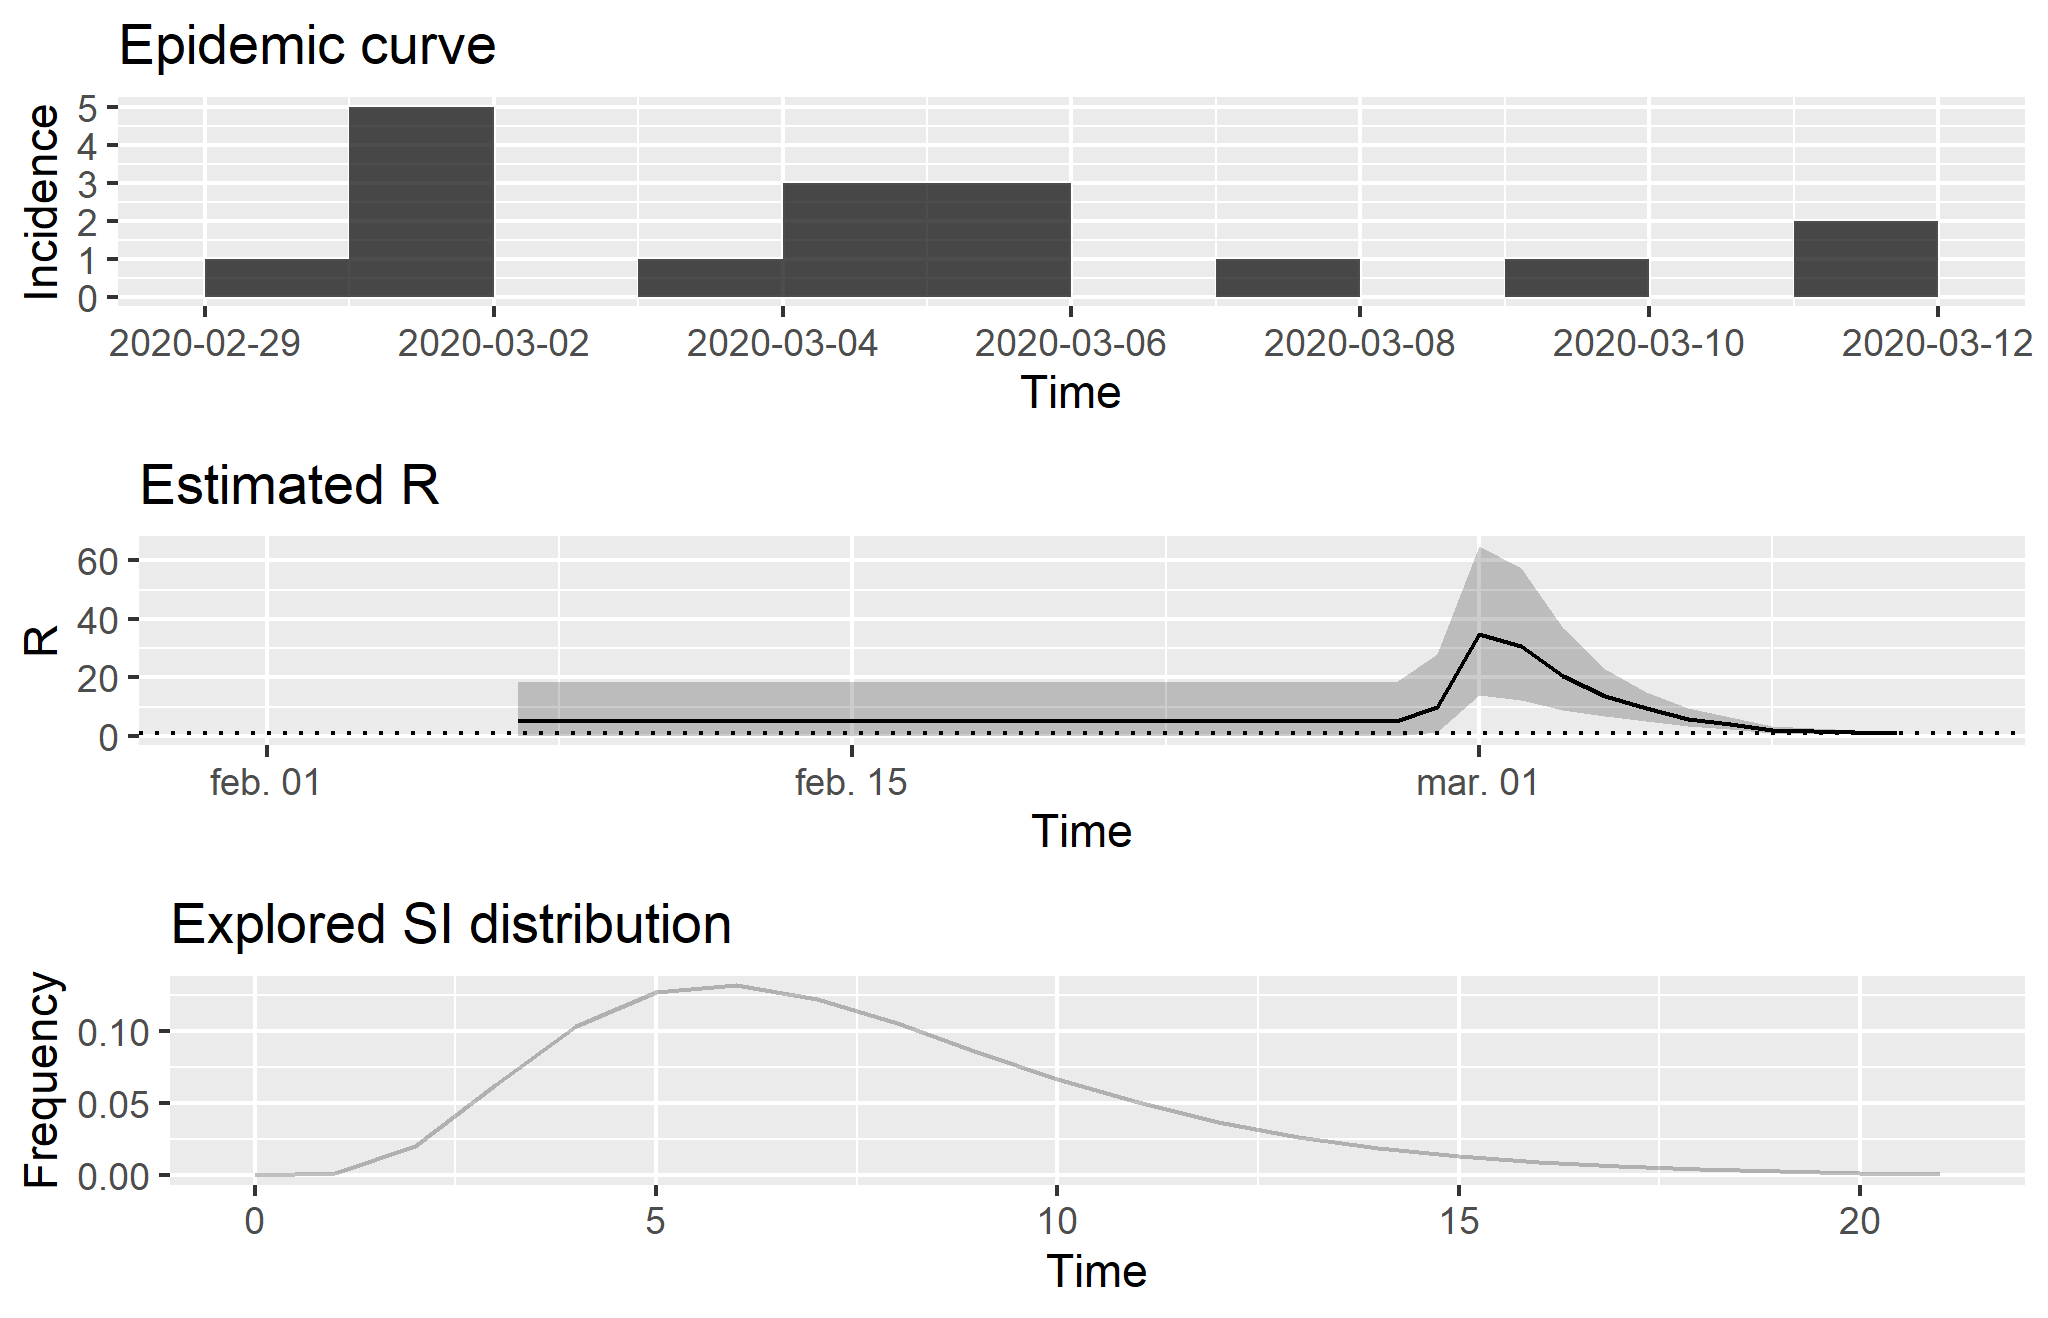 Epidemic curve
Incidence
5
4
3
2
1
0
2020-02-29 2020-03-02 2020-03-04 2020-03-06 2020-03-08 2020-03-10 2020-03-12
Time
Estimated R
R
60
40
20
0
feb. 01 feb. 15 mar. 01
Time
Explored SI distribution
Frequency
0.10
0.05
0.00
0 5 10 15 20
Time